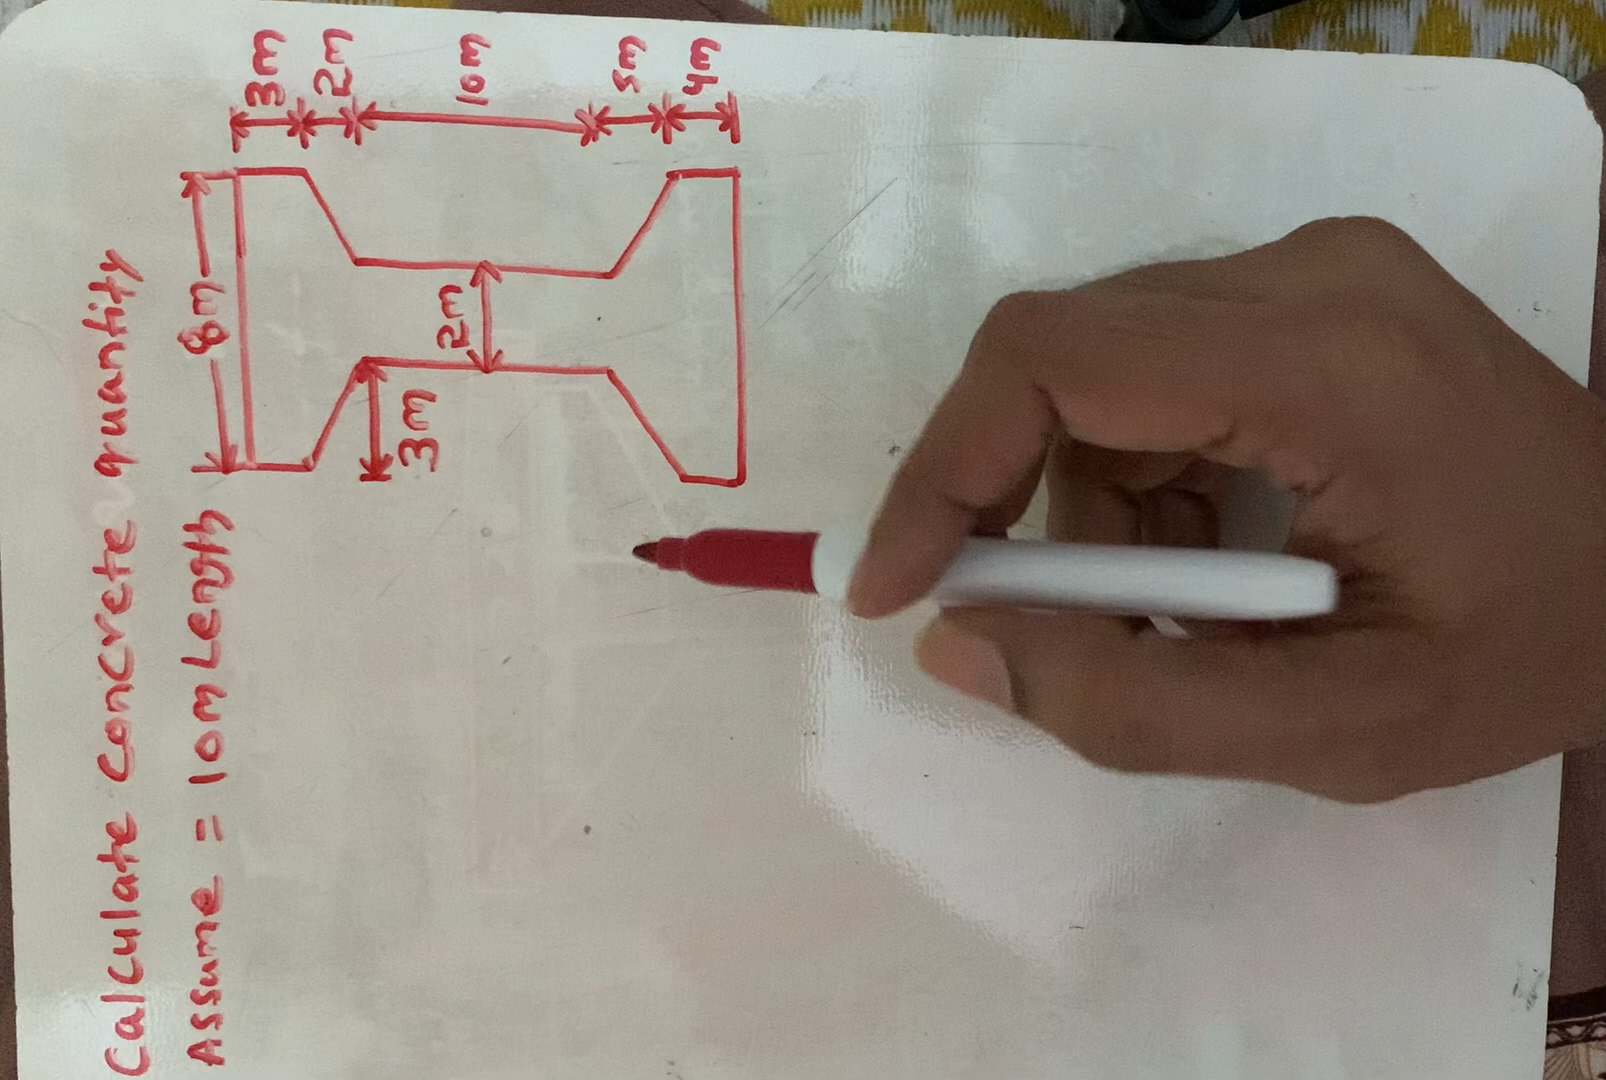 Calculate concrete quantity
Assume = 10m Length
8m
3m
2m
10m
5m
4m
2m
3m